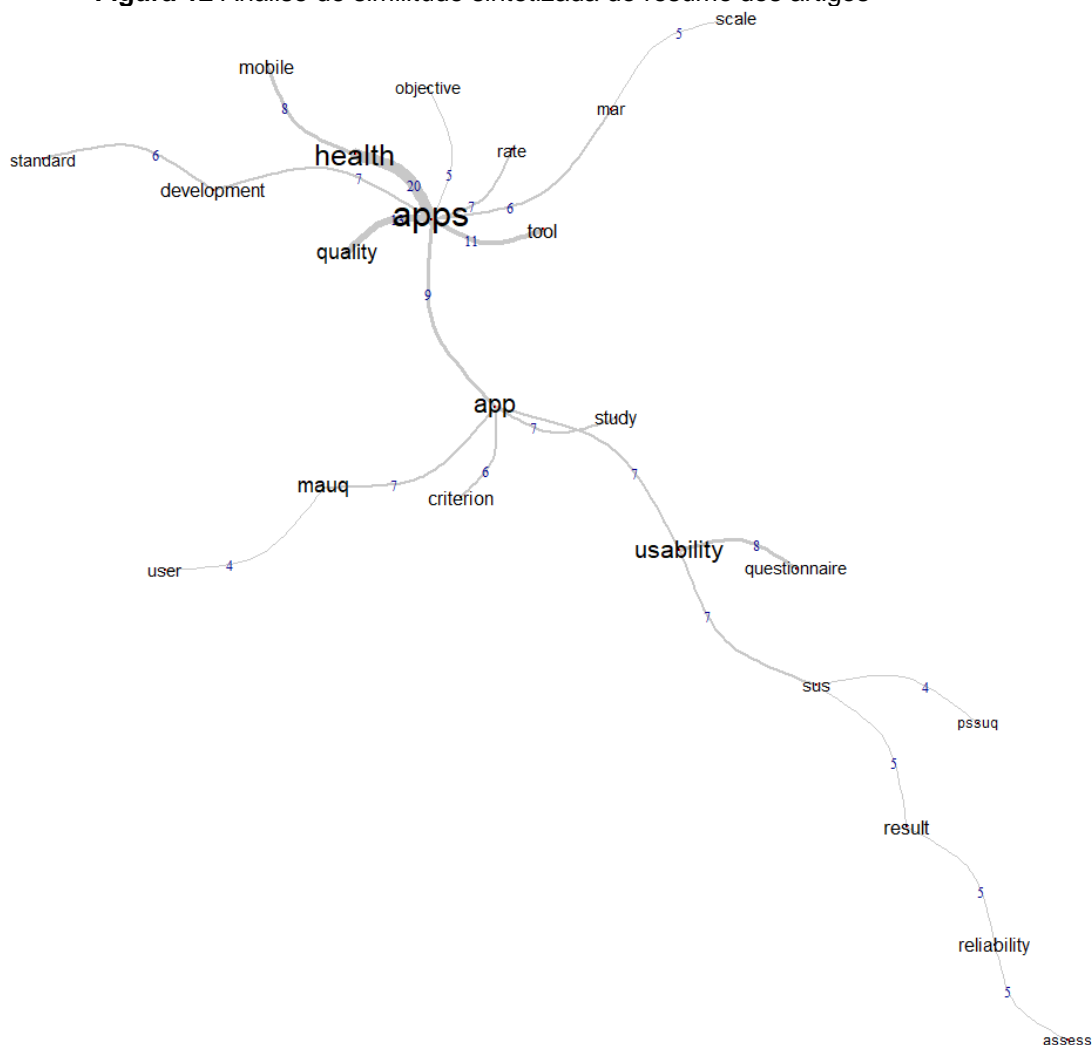 Figura 12 Análise de similitude sintetizada do resumo dos artigos
scale
5
mobile
objective
8
mar
health
rate
standard
6
development
7
20
5
7
6
apps
tool
11
quality
9
app
study
7
mauq
7
6
criterion
7
usability
8
questionnaire
user
4
7
sus
4
pssuq
5
result
5
reliability
5
assess